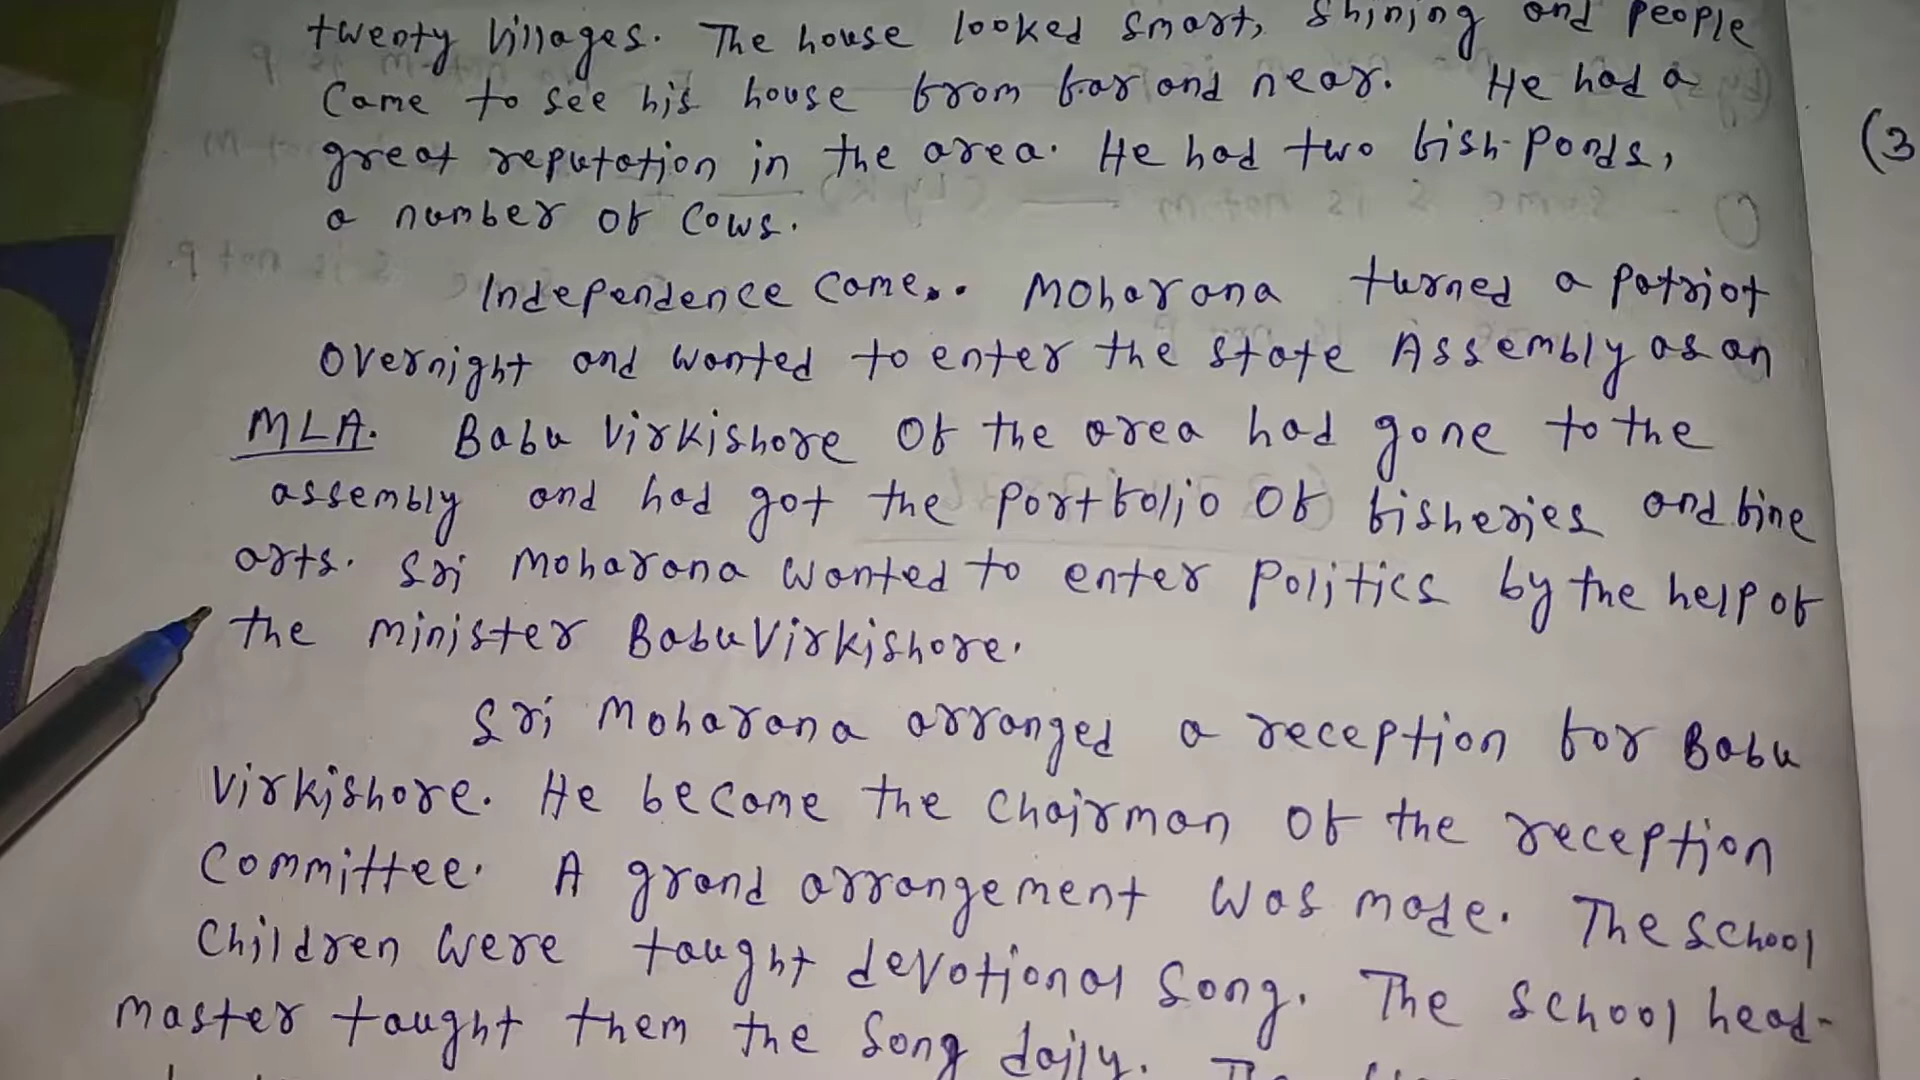 twenty villages. The house looked smart, shining and people
Came to see his house from far and near. He had a
great reputation in the area. He had two fish-ponds,
a number of Cows.
Independence Came.. Moharana turned a patriot
overnight and wanted to enter the State Assembly as an
MLA. Babu Virkishore of the area had gone to the
assembly and had got the portfolio of fisheries and fine
arts. Sri Moharana wanted to enter politics by the help of
the minister Babu Virkishore.
Sri Moharana arranged a reception for Babu
Virkishore. He became the Chairman of the reception
Committee. A grand arrangement was made. The School
Children were taught devotional Song. The School head-
master taught them the Song daily.
(3